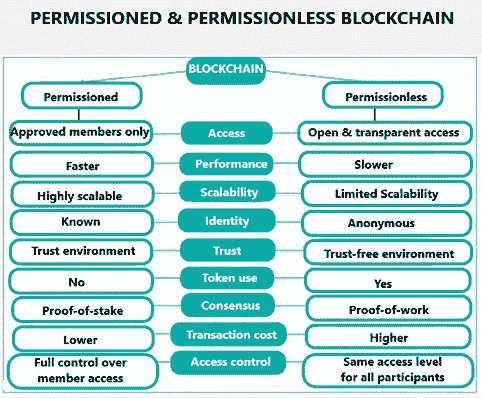 PERMISSIONED & PERMISSIONLESS BLOCKCHAIN
BLOCKCHAIN
Permissioned
Permissionless
Approved members only
Access
Open & transparent access
Faster
Performance
Slower
Highly scalable
Scalability
Limited Scalability
Known
Identity
Anonymous
Trust environment
Trust
Trust-free environment
No
Token use
Yes
Proof-of-stake
Consensus
Proof-of-work
Lower
Transaction cost
Higher
Full control over
member access
Access control
Same access level
for all participants